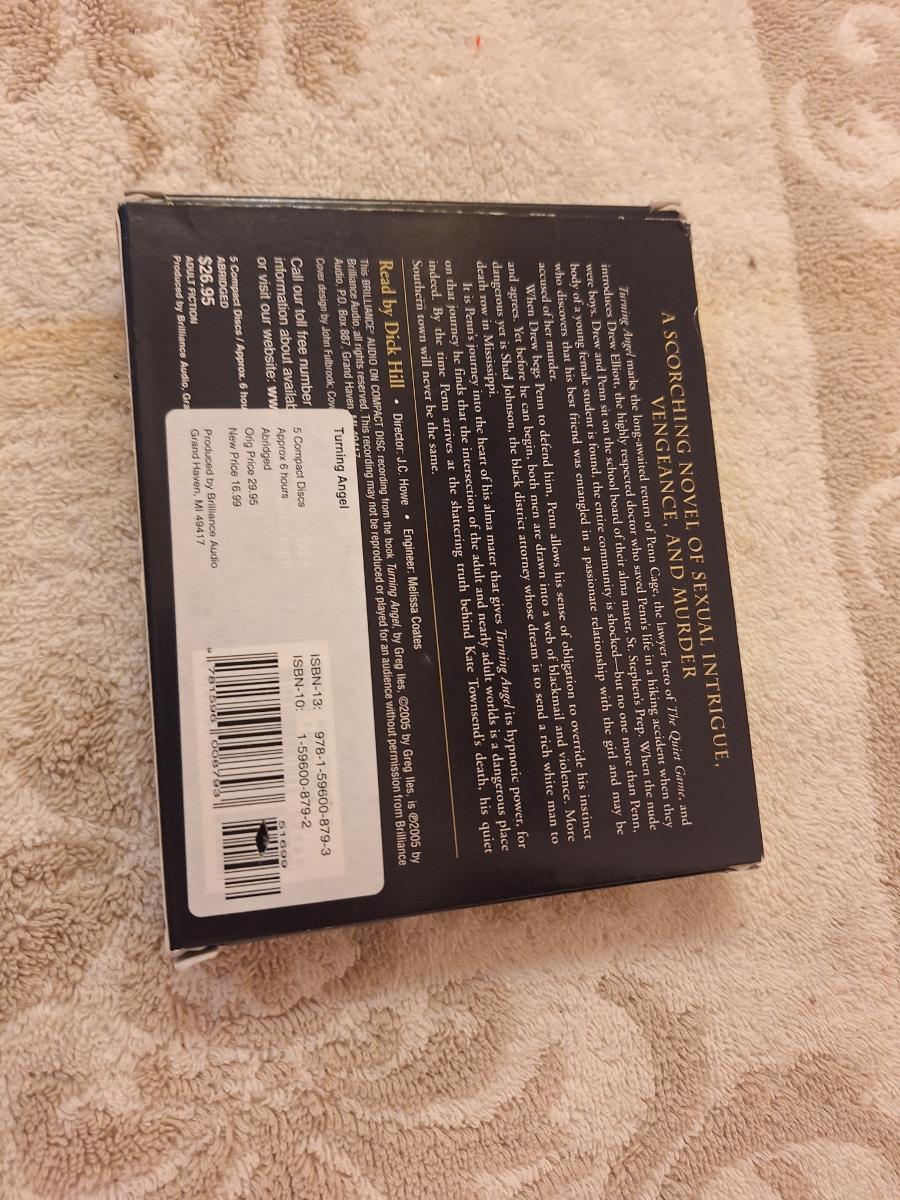 A SCORCHING NOVEL OF SEXUAL INTRIGUE,
VENGEANCE, AND MURDER
Turning Angel marks the long-awaited return of Penn Cage, the lawyer hero of The Quiet Game, and
introduces Drew Elliott, the highly respected doctor who saved Penn's life in a hiking accident when they
were boys. Drew and Penn sit on the school board of their alma mater, St. Stephen's Prep. When the nude
body of a young female student is found, the entire community is shocked—but no one more than Penn,
who discovers that his best friend was entangled in a passionate relationship with the girl and may be
accused of her murder.
When Drew begs Penn to defend him, Penn allows his sense of obligation to override his instinct
and agrees. Yet before he can begin, both men are drawn into a web of blackmail and violence. More
dangerous yet is Shad Johnson, the black district attorney whose dream is to send a rich white man to
death row in Mississippi.
It is Penn's journey into the heart of his alma mater that gives Turning Angel its hypnotic power, for
on that journey he finds that the intersection of the adult and nearly adult worlds is a dangerous place
indeed. By the time Penn arrives at the shattering truth behind Kate Townsend's death, his quiet
Southern town will never be the same.
Read by Dick Hill • Director: J.C. Howe • Engineer: Melissa Coates
This BRILLIANCE® AUDIO ON COMPACT DISC recording from the book Turning Angel, by Greg Iles, ©2005 by Greg Iles, is ℗2005 by
Brilliance Audio, all rights reserved. This recording may not be reproduced or played for an audience without permission from Brilliance
Audio, P.O. Box 887, Grand Haven,
Cover design by John Fulbrook; Cov
Call our toll free number
information about availab
or visit our website: ww
5 Compact Discs / Approx. 6 hou
ABRIDGED
$26.95
ADULT FICTION
Produced by Brilliance Audio, Gra
Turning Angel
5 Compact Discs
Approx 6 hours
Abridged
Orig Price 29.95
New Price 16.99
Produced by Brilliance Audio
Grand Haven, MI 49417
ISBN-13: 978-1-59600-879-3
ISBN-10: 1-59600-879-2
9 781596 008793
51699